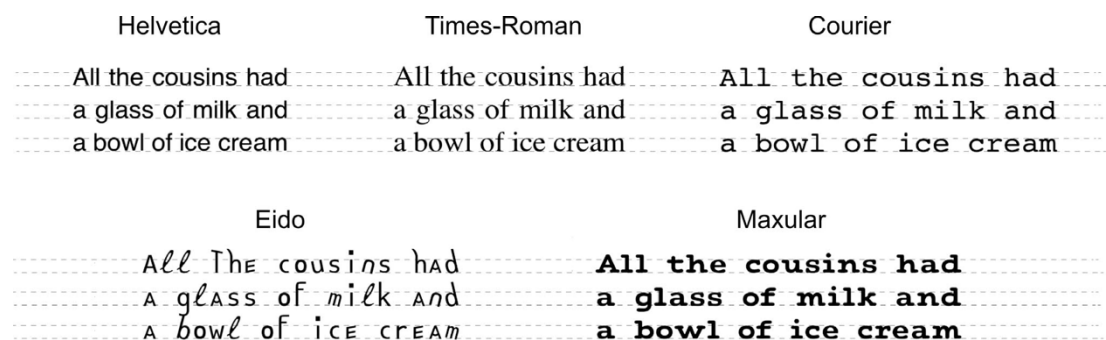 Helvetica
All the cousins had
a glass of milk and
a bowl of ice cream
Times-Roman
All the cousins had
a glass of milk and
a bowl of ice cream
Courier
All the cousins had
a glass of milk and
a bowl of ice cream
Eido
All The cousins had
a glass of milk and
a bowl of ice cream
Maxular
All the cousins had
a glass of milk and
a bowl of ice cream